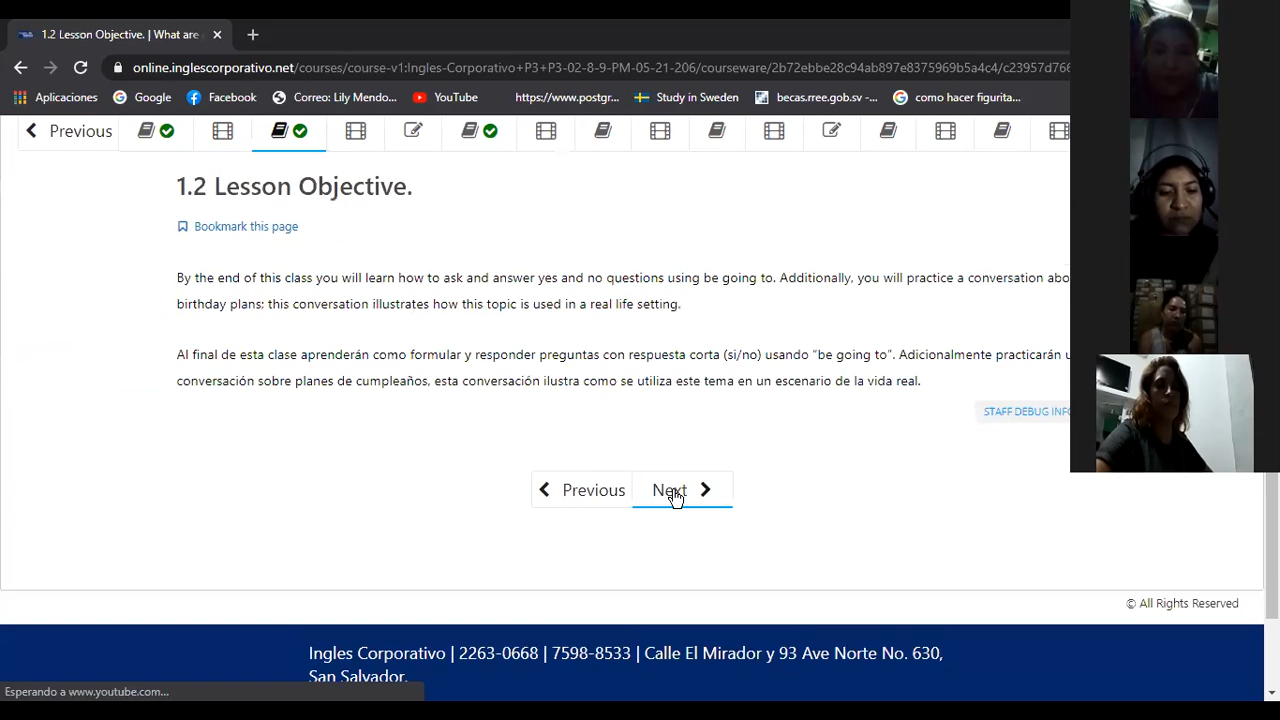 1.2 Lesson Objective. | What are
online.inglescorporativo.net/courses/course-v1:Ingles-Corporativo+P3+P3-02-8-9-PM-05-21-206/courseware/2b72ebbe28c94ab897e8375969b5a4c4/c23957d766
Aplicaciones Google Facebook Correo: Lily Mendo... YouTube https://www.postgr... Study in Sweden becas.rree.gob.sv -... como hacer figurita...
Previous
1.2 Lesson Objective.
Bookmark this page
By the end of this class you will learn how to ask and answer yes and no questions using be going to. Additionally, you will practice a conversation abo
birthday plans; this conversation illustrates how this topic is used in a real life setting.
Al final de esta clase aprenderán como formular y responder preguntas con respuesta corta (si/no) usando “be going to”. Adicionalmente practicarán u
conversación sobre planes de cumpleaños, esta conversación ilustra como se utiliza este tema en un escenario de la vida real.
STAFF DEBUG INFO
Previous Next
© All Rights Reserved
Ingles Corporativo | 2263-0668 | 7598-8533 | Calle El Mirador y 93 Ave Norte No. 630,
San Salvador.
Esperando a www.youtube.com...